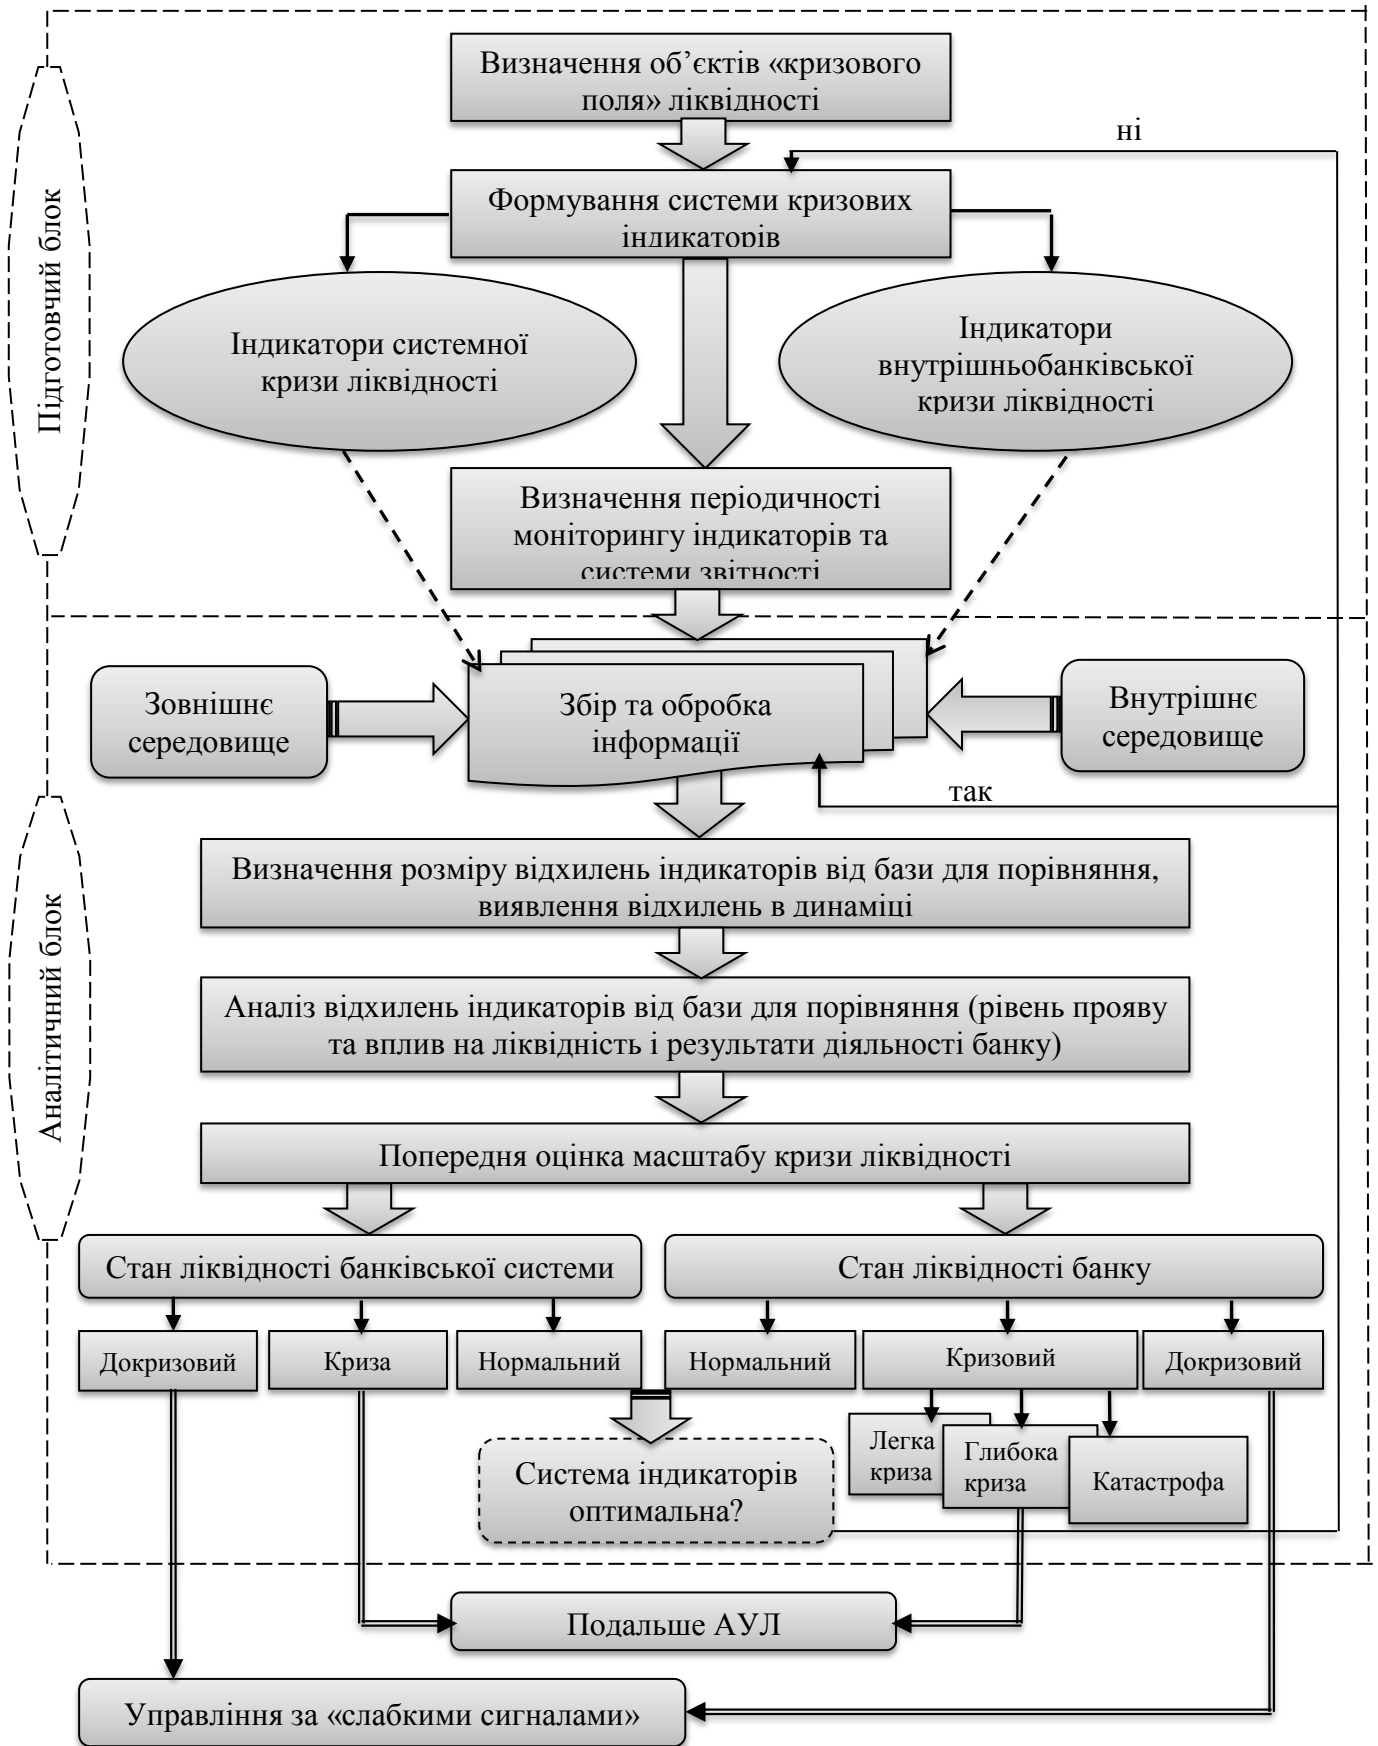 Підготовчий блок
Визначення об’єктів «кризового
поля» ліквідності
ні
Формування системи кризових
індикаторів
Індикатори системної
кризи ліквідності
Індикатори
внутрішньобанківської
кризи ліквідності
Визначення періодичності
моніторингу індикаторів та
системи звітності
Аналітичний блок
Зовнішнє
середовище
Збір та обробка
інформації
Внутрішнє
середовище
так
Визначення розміру відхилень індикаторів від бази для порівняння,
виявлення відхилень в динаміці
Аналіз відхилень індикаторів від бази для порівняння (рівень прояву
та вплив на ліквідність і результати діяльності банку)
Попередня оцінка масштабу кризи ліквідності
Стан ліквідності банківської системи
Стан ліквідності банку
Докризовий
Криза
Нормальний
Нормальний
Кризовий
Докризовий
Легка
криза
Глибока
криза
Катастрофа
Система індикаторів
оптимальна?
Подальше АУЛ
Управління за «слабкими сигналами»